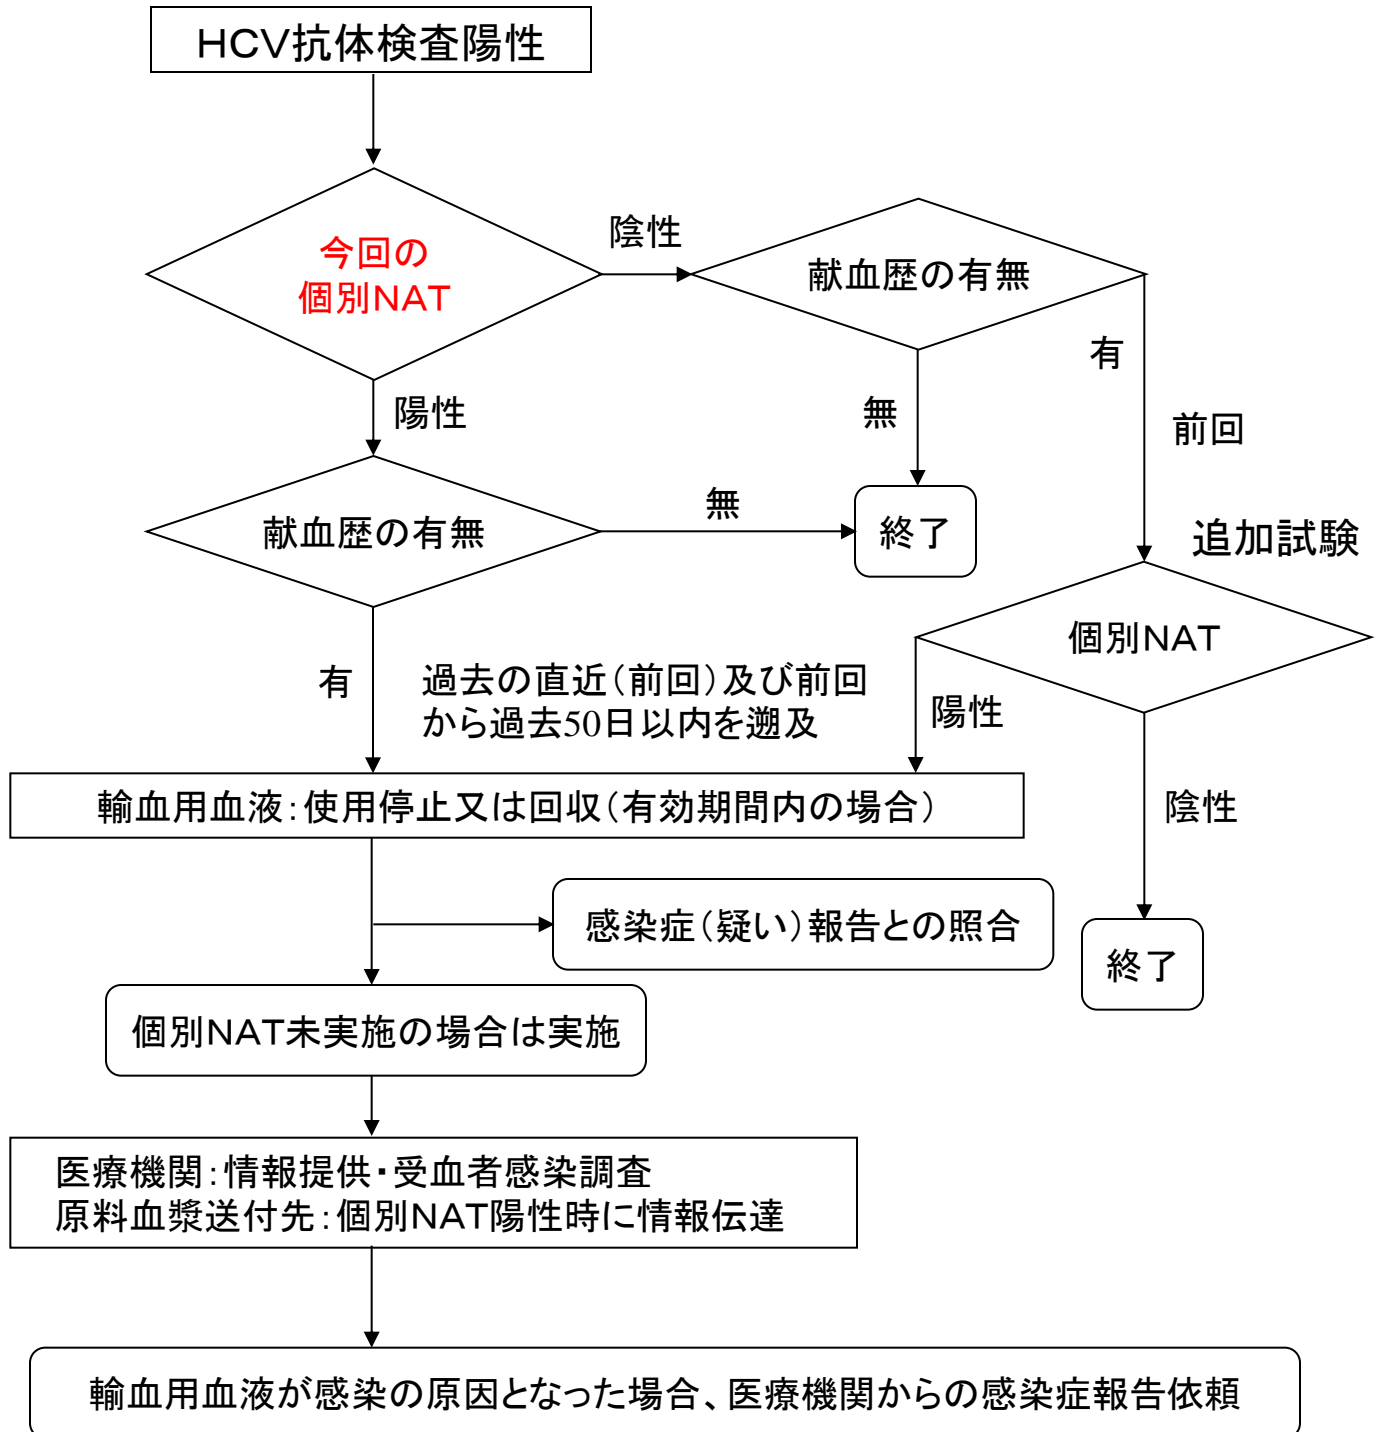 HCV抗体検査陽性
今回の
個別NAT
陰性
献血歴の有無
陽性
無
有
前回
献血歴の有無
無
終了
追加試験
個別NAT
有
過去の直近（前回）及び前回
から過去50日以内を遡及
陽性
陰性
輸血用血液：使用停止又は回収（有効期間内の場合）
感染症（疑い）報告との照合
終了
個別NAT未実施の場合は実施
医療機関：情報提供・受血者感染調査
原料血漿送付先：個別NAT陽性時に情報伝達
輸血用血液が感染の原因となった場合、医療機関からの感染症報告依頼